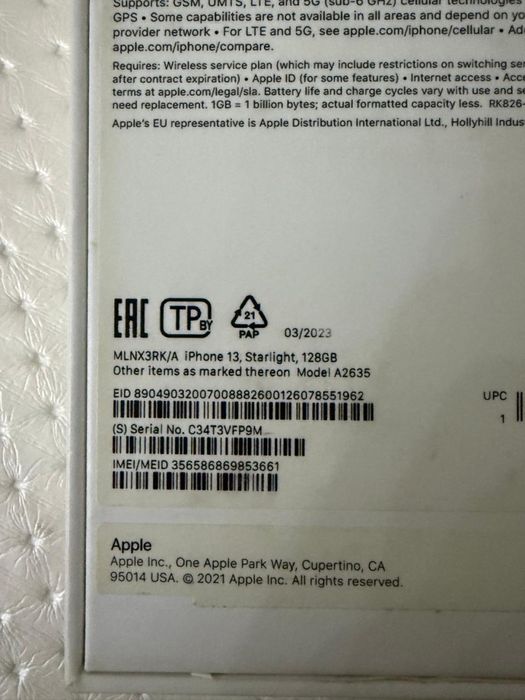 Supports: GSM, UMTS, LTE, and 5G (sub-6 GHz) cellular technologies
GPS • Some capabilities are not available in all areas and depend on yo
provider network • For LTE and 5G, see apple.com/iphone/cellular • Ad
apple.com/iphone/compare.
Requires: Wireless service plan (which may include restrictions on switching se
after contract expiration) • Apple ID (for some features) • Internet access • Acc
terms at apple.com/legal/sla. Battery life and charge cycles vary with use and se
need replacement. 1GB = 1 billion bytes; actual formatted capacity less. RK826-
Apple's EU representative is Apple Distribution International Ltd., Hollyhill Indus
EAC TP BY 21 PAP 03/2023
MLNX3RK/A iPhone 13, Starlight, 128GB
Other items as marked thereon Model A2635
EID 89049032007008882600126078551962
UPC
(S) Serial No. C34T3VFP9M
1
IMEI/MEID 356586869853661
Apple
Apple Inc., One Apple Park Way, Cupertino, CA
95014 USA. © 2021 Apple Inc. All rights reserved.